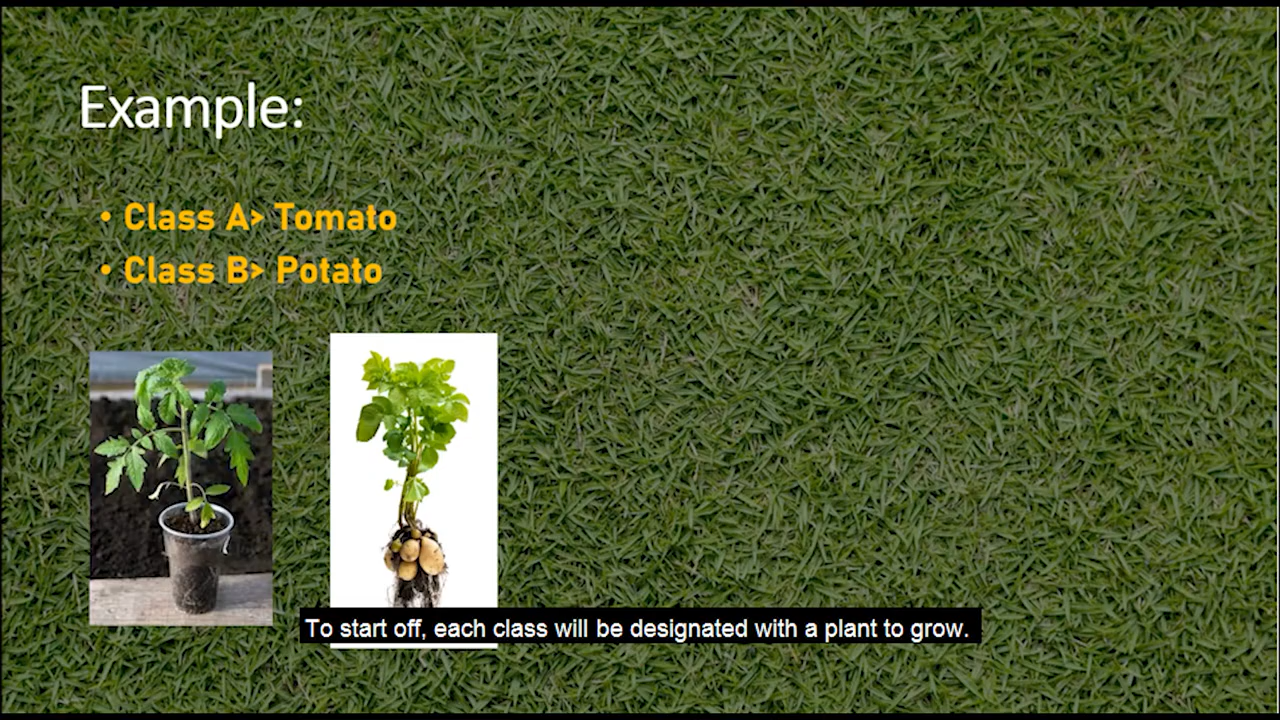 Example:
• Class A> Tomato
• Class B> Potato
To start off, each class will be designated with a plant to grow.